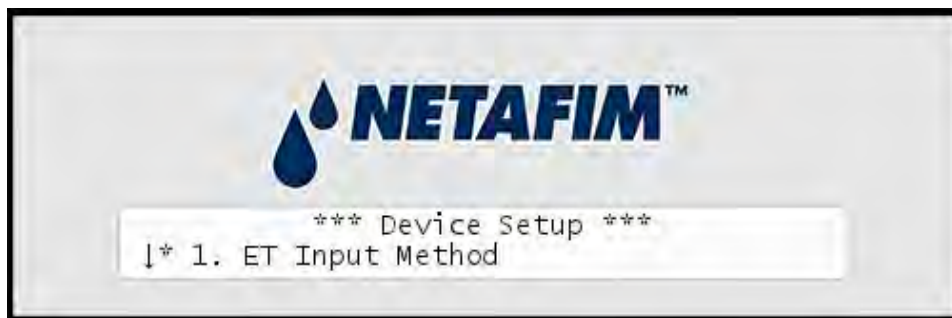 NETAFIM™
*** Device Setup ***
↓* 1. ET Input Method